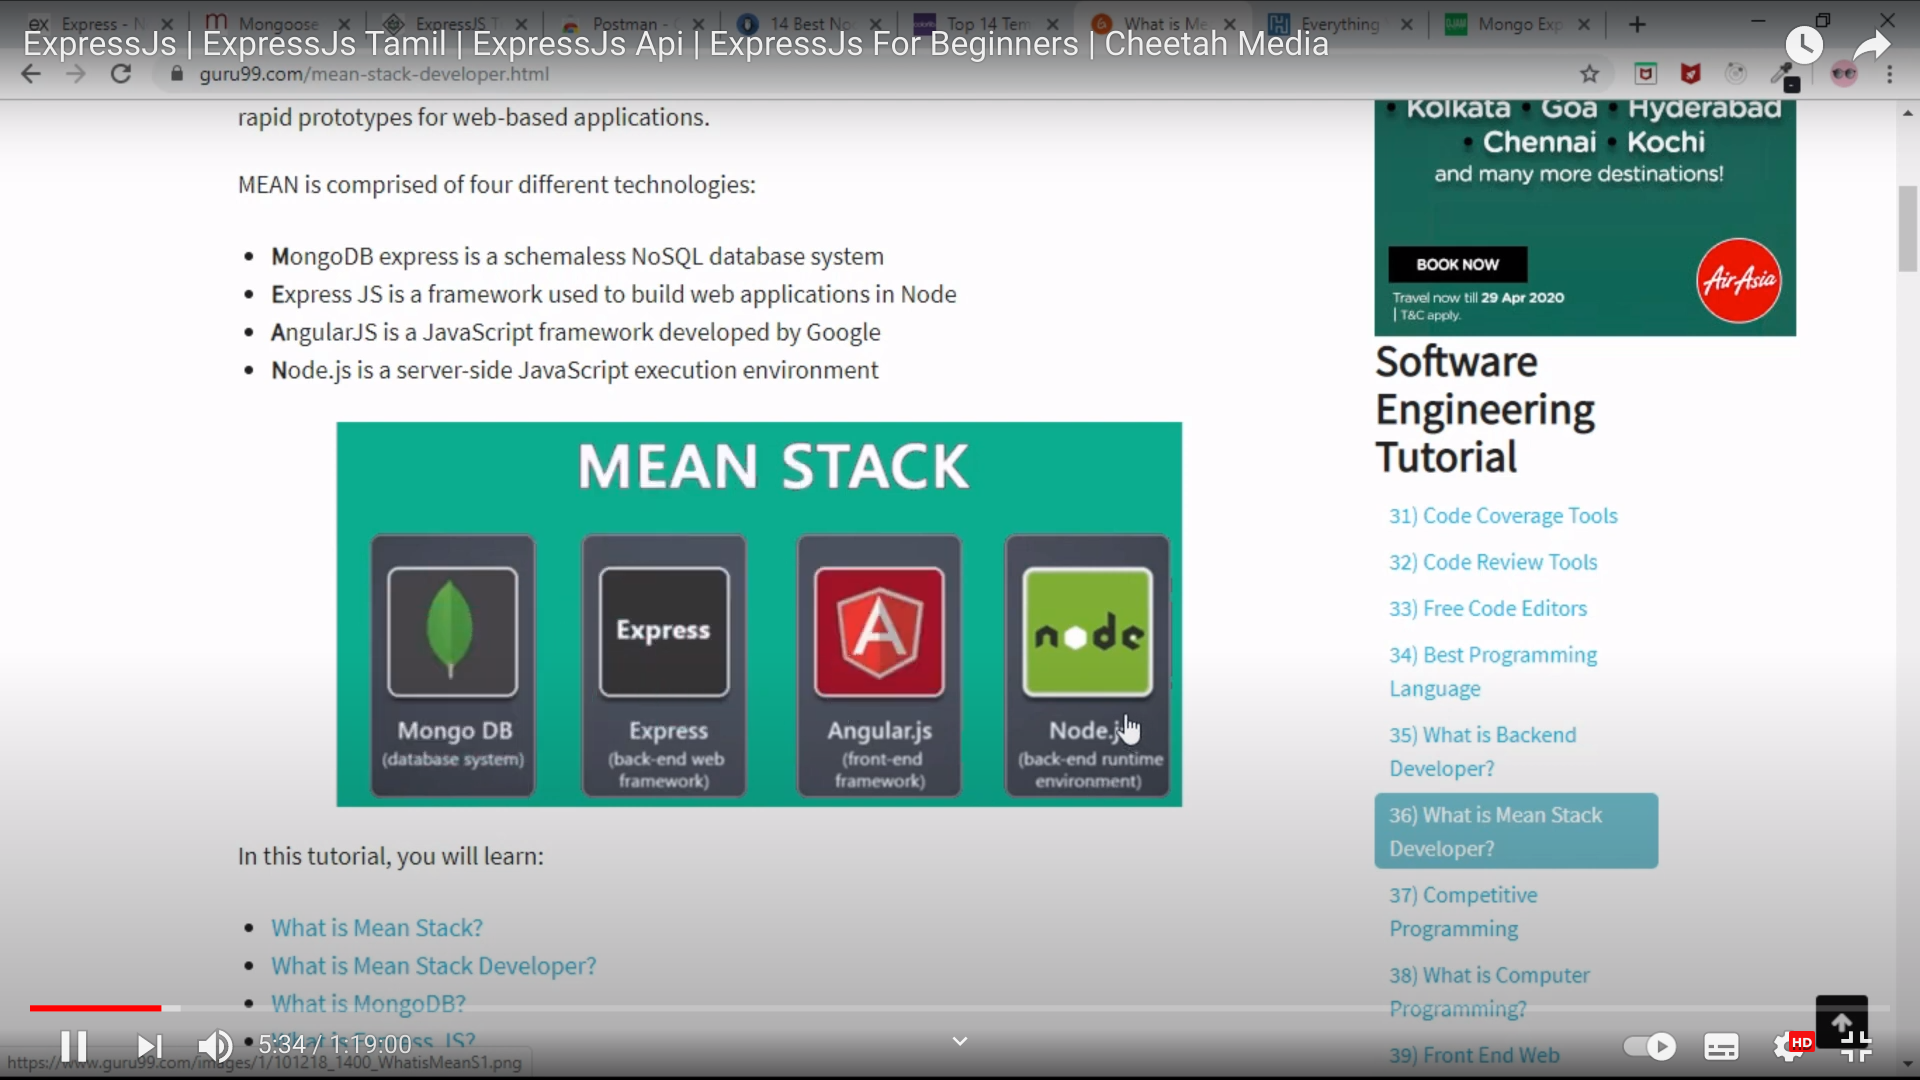 Express - N
Mongoose
ExpressJS T
Postman - C
14 Best No
Top 14 Tem
What is Me
Everything
Mongo Exp
ExpressJs | ExpressJs Tamil | ExpressJs Api | ExpressJs For Beginners | Cheetah Media
guru99.com/mean-stack-developer.html
rapid prototypes for web-based applications.
MEAN is comprised of four different technologies:
MongoDB express is a schemaless NoSQL database system
Express JS is a framework used to build web applications in Node
AngularJS is a JavaScript framework developed by Google
Node.js is a server-side JavaScript execution environment
MEAN STACK
Express
node
Mongo DB
(database system)
Express
(back-end web
framework)
Angular.js
(front-end
framework)
Node.j
(back-end runtime
environment)
In this tutorial, you will learn:
What is Mean Stack?
What is Mean Stack Developer?
What is MongoDB?
What is Express JS?
• Kolkata • Goa • Hyderabad
• Chennai • Kochi
and many more destinations!
BOOK NOW
AirAsia
Travel now till 29 Apr 2020
| T&C apply.
Software
Engineering
Tutorial
31) Code Coverage Tools
32) Code Review Tools
33) Free Code Editors
34) Best Programming
Language
35) What is Backend
Developer?
36) What is Mean Stack
Developer?
37) Competitive
Programming
38) What is Computer
Programming?
39) Front End Web
5:34 / 1:19:00
HD
https://www.guru99.com/images/1/101218_1400_WhatisMeanS1.png